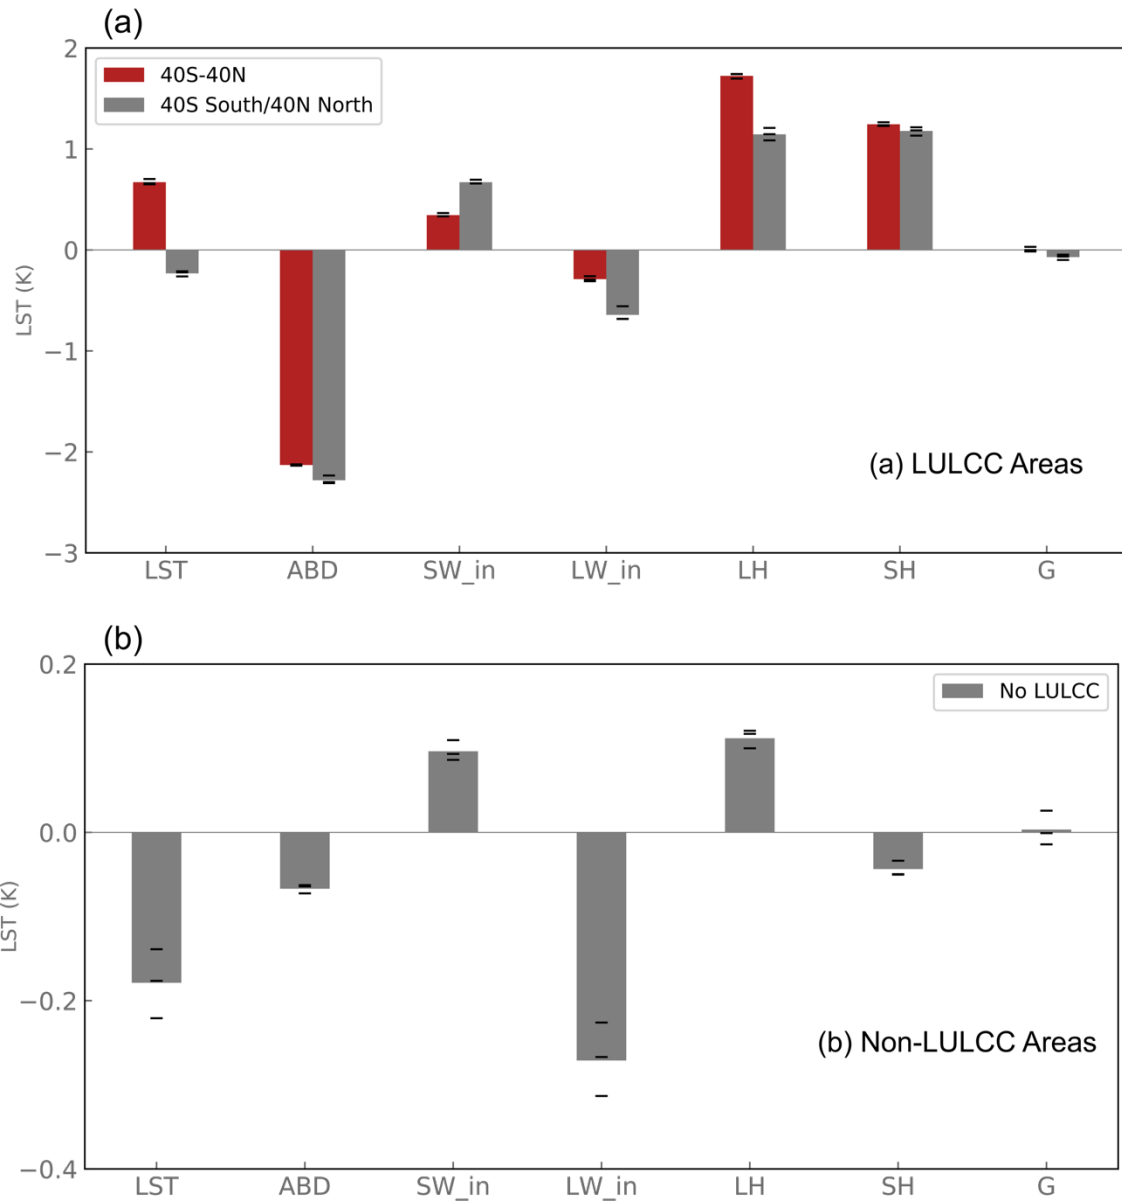 (a)
2
40S-40N
40S South/40N North
1
0
LST (K)
−1
−2
(a) LULCC Areas
−3
LST ABD SW_in LW_in LH SH G
(b)
0.2
No LULCC
0.0
LST (K)
−0.2
(b) Non-LULCC Areas
−0.4
LST ABD SW_in LW_in LH SH G